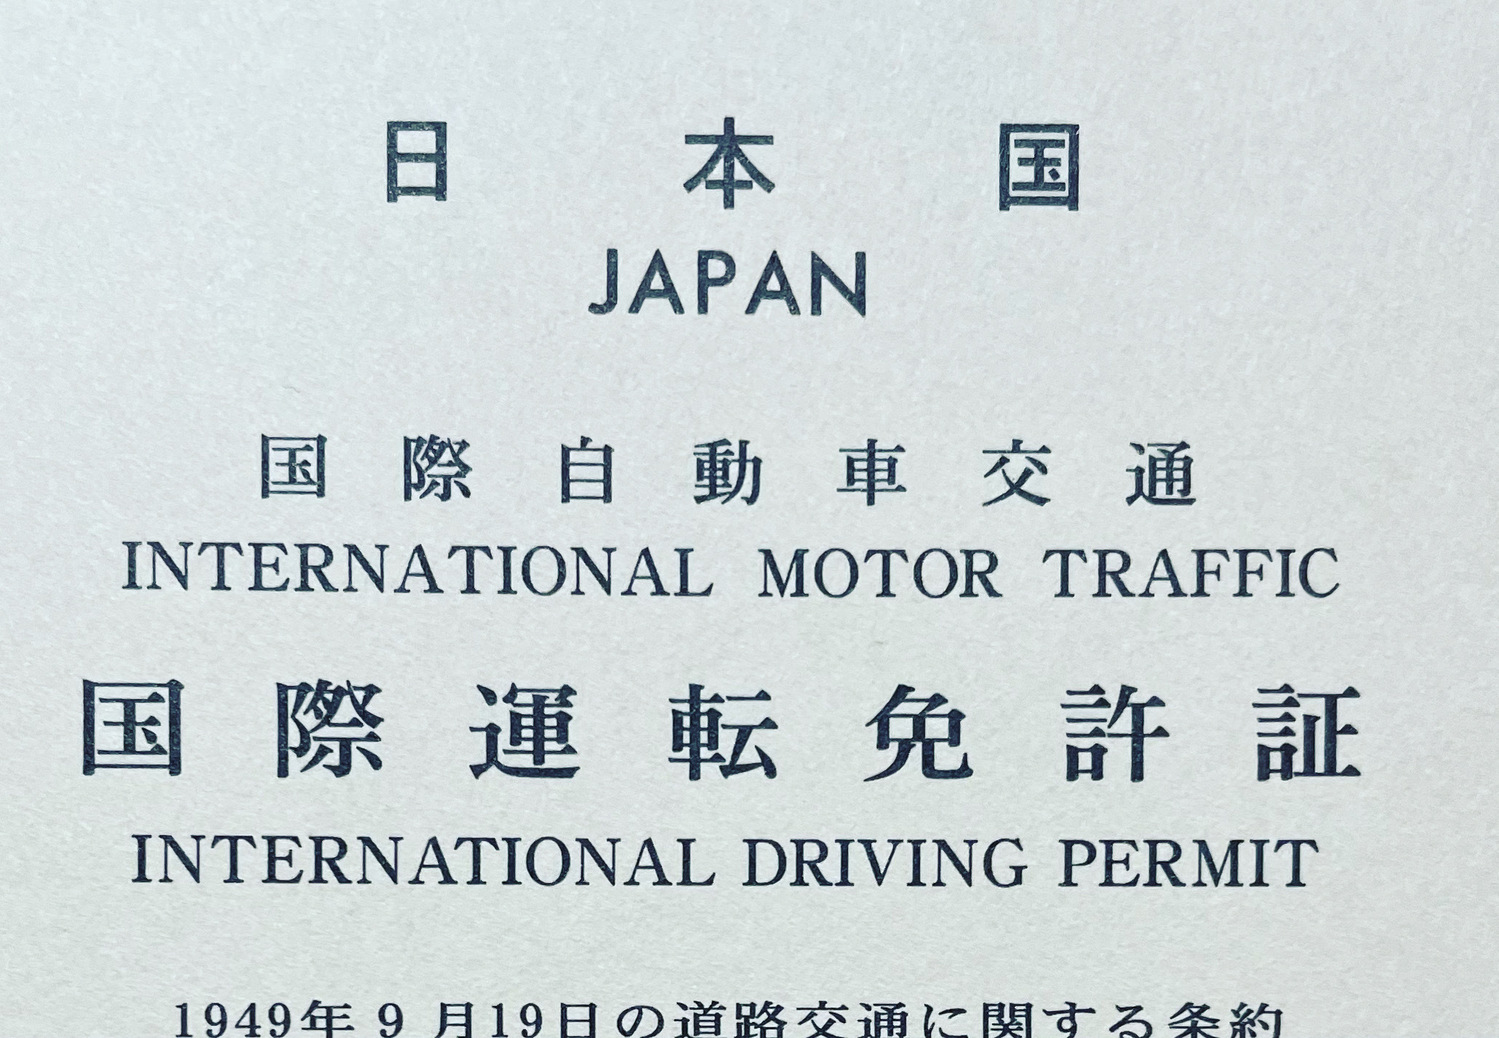 日本国
JAPAN
国際自動車交通
INTERNATIONAL MOTOR TRAFFIC
国際運転免許証
INTERNATIONAL DRIVING PERMIT
1949年9月19日の道路交通に関する条約